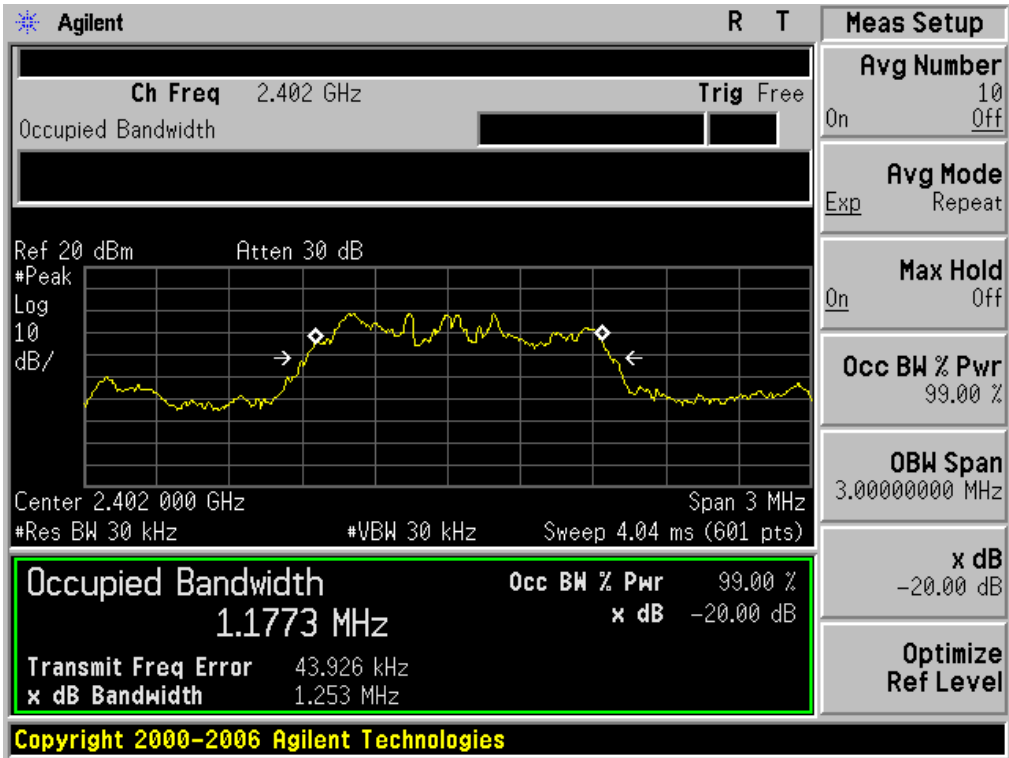 Agilent R T
Meas Setup
Ch Freq 2.402 GHz Trig Free
Occupied Bandwidth
Ref 20 dBm Atten 30 dB
#Peak
Log
10
dB/
Center 2.402 000 GHz Span 3 MHz
#Res BW 30 kHz #VBW 30 kHz Sweep 4.04 ms (601 pts)
Occupied Bandwidth Occ BW % Pwr 99.00 %
1.1773 MHz x dB -20.00 dB
Transmit Freq Error 43.926 kHz
x dB Bandwidth 1.253 MHz
Avg Number
10
On Off
Avg Mode
Exp Repeat
Max Hold
On Off
Occ BW % Pwr
99.00 %
OBW Span
3.00000000 MHz
x dB
-20.00 dB
Optimize
Ref Level
Copyright 2000-2006 Agilent Technologies